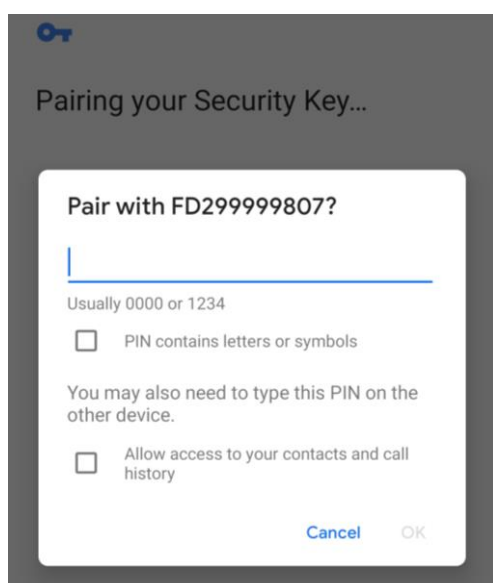 Pairing your Security Key...
Pair with FD299999807?
Usually 0000 or 1234
PIN contains letters or symbols
You may also need to type this PIN on the
other device.
Allow access to your contacts and call
history
Cancel OK